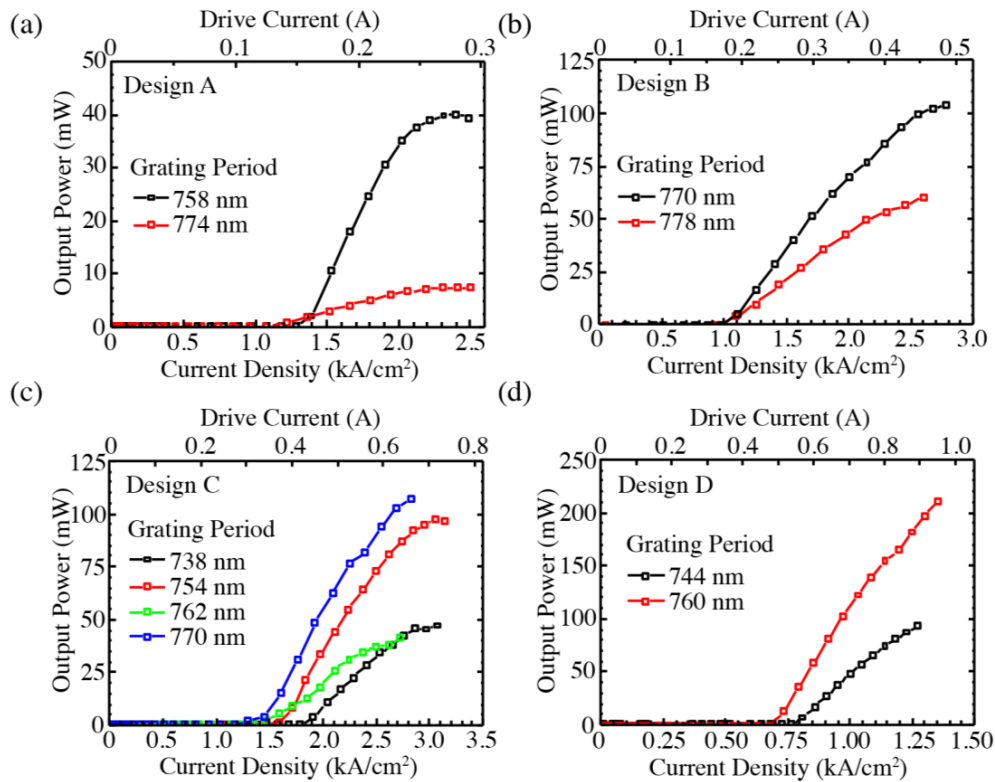 (a)
Drive Current (A)
0 0.1 0.2 0.3
Design A
Grating Period
758 nm
774 nm
Output Power (mW)
50
40
30
20
10
0
0 0.5 1.0 1.5 2.0 2.5
Current Density (kA/cm²)
(b)
Drive Current (A)
0 0.1 0.2 0.3 0.4 0.5
Design B
Grating Period
770 nm
778 nm
Output Power (mW)
125
100
75
50
25
0
0 0.5 1.0 1.5 2.0 2.5 3.0
Current Density (kA/cm²)
(c)
Drive Current (A)
0 0.2 0.4 0.6 0.8
Design C
Grating Period
738 nm
754 nm
762 nm
770 nm
Output Power (mW)
125
100
75
50
25
0
0 0.5 1.0 1.5 2.0 2.5 3.0 3.5
Current Density (kA/cm²)
(d)
Drive Current (A)
0 0.2 0.4 0.6 0.8 1.0
Design D
Grating Period
744 nm
760 nm
Output Power (mW)
250
200
150
100
50
0
0 0.25 0.50 0.75 1.00 1.25 1.50
Current Density (kA/cm²)